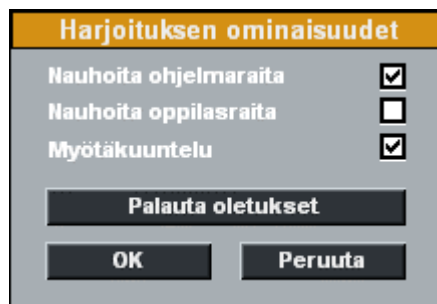 Harjoituksen ominaisuudet
Nauhoita ohjelmaraita
Nauhoita oppilasraita
Myötäkuuntelu
Palauta oletukset
OK
Peruuta